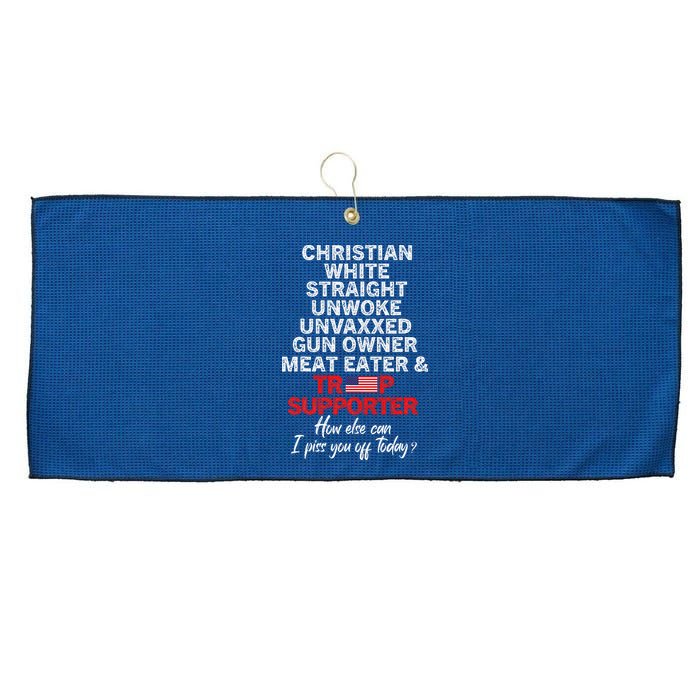 CHRISTIAN
WHITE
STRAIGHT
UNWOKE
UNVAXXED
GUN OWNER
MEAT EATER &
TR P
SUPPORTER
How else can
I piss you off today?